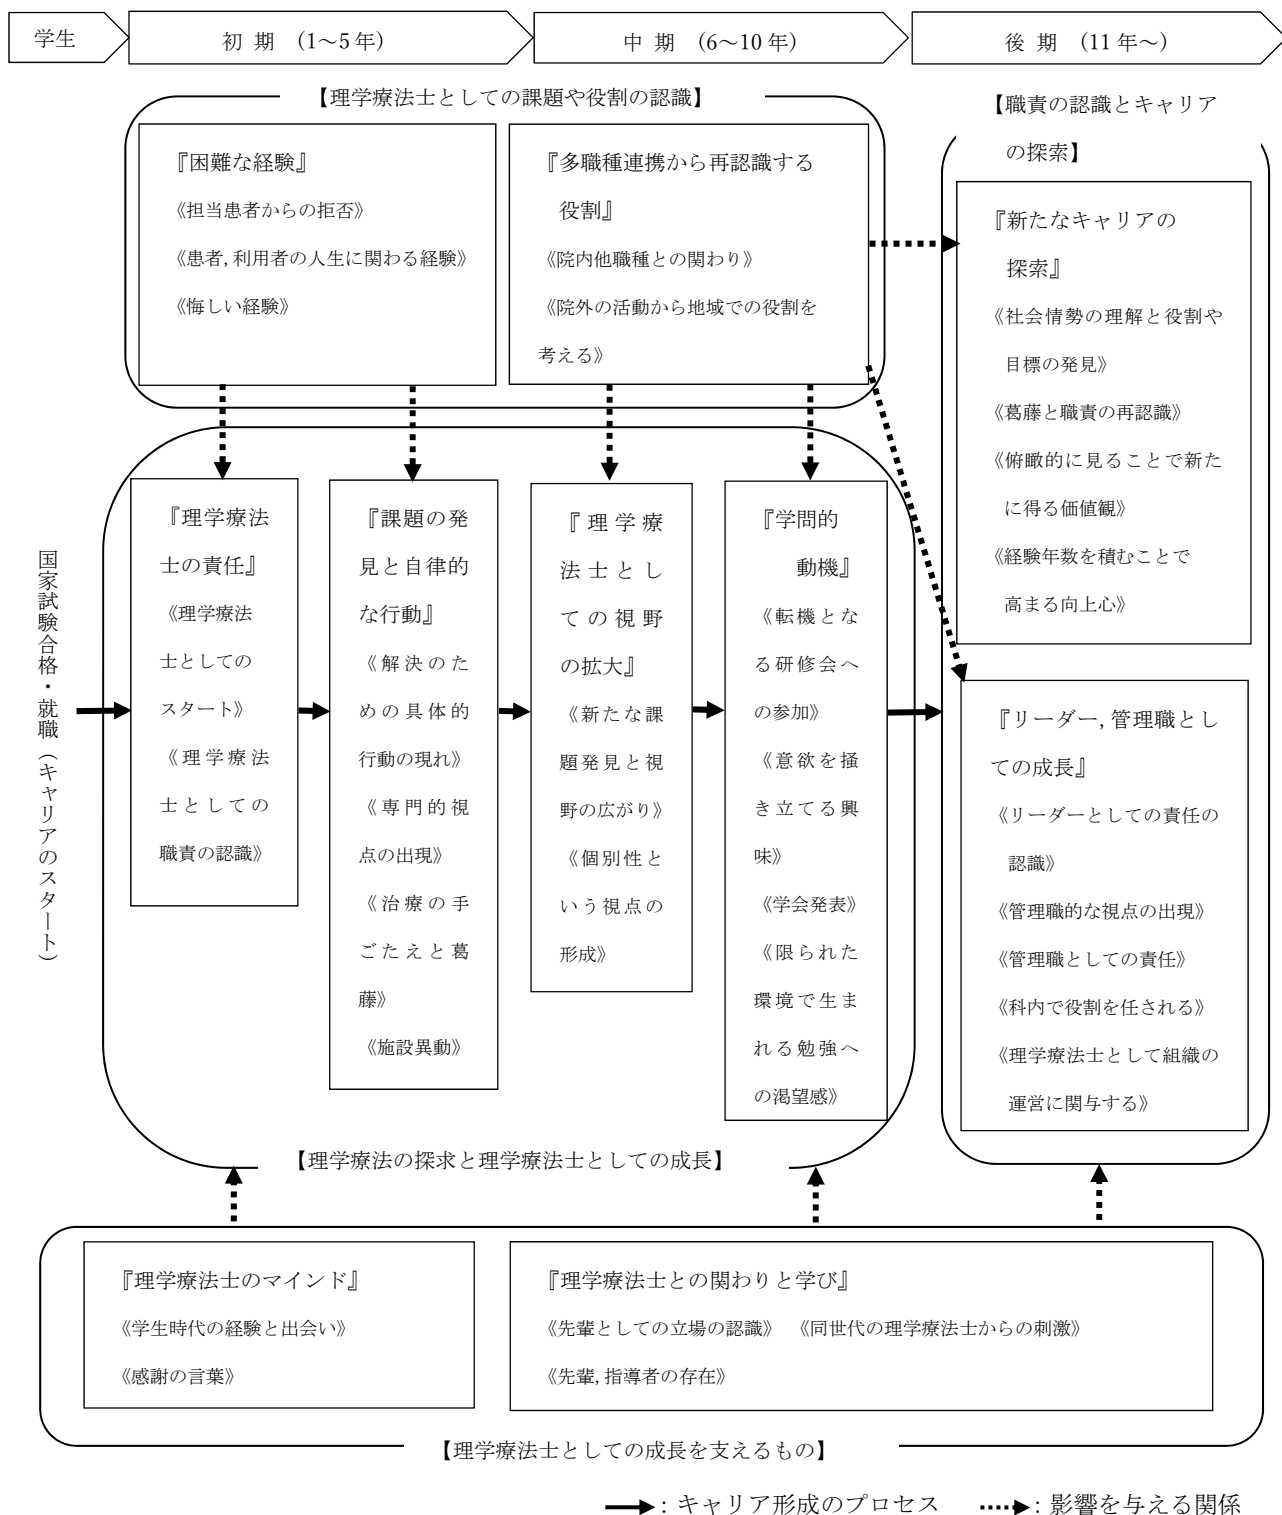 学生
初 期 (1～5 年)
中 期 (6～10 年)
後 期 (11 年～)
【理学療法士としての課題や役割の認識】
『困難な経験』
《担当患者からの拒否》
《患者, 利用者の人生に関わる経験》
《悔しい経験》
『多職種連携から再認識する
役割』
《院内他職種との関わり》
《院外の活動から地域での役割を
考える》
【職責の認識とキャリア
の探索】
『新たなキャリアの
探索』
《社会情勢の理解と役割や
目標の発見》
《葛藤と職責の再認識》
《俯瞰的に見ることで新た
に得る価値観》
《経験年数を積むことで
高まる向上心》
『リーダー, 管理職とし
ての成長』
《リーダーとしての責任の
認識》
《管理職的な視点の出現》
《管理職としての責任》
《科内で役割を任される》
《理学療法士として組織の
運営に関与する》
国家試験合格・就職（キャリアのスタート）
『理学療法
士の責任』
《理学療法
士としての
スタート》
《理学療法
士としての
職責の認識》
『課題の発
見と自律的
な行動』
《解決のた
めの具体的
行動の現れ》
《専門的視
点の出現》
《治療の手
ごたえと葛
藤》
《施設異動》
『理学療
法士とし
ての視野
の拡大』
《新たな課
題発見と視
野の広がり》
《個別性と
いう視点の
形成》
『学問的
動機』
《転機とな
る研修会へ
の参加》
《意欲を掻
き立てる興
味》
《学会発表》
《限られた
環境で生ま
れる勉強へ
の渇望感》
【理学療法の探求と理学療法士としての成長】
『理学療法士のマインド』
《学生時代の経験と出会い》
《感謝の言葉》
『理学療法士との関わりと学び』
《先輩としての立場の認識》 《同世代の理学療法士からの刺激》
《先輩, 指導者の存在》
【理学療法士としての成長を支えるもの】
: キャリア形成のプロセス : 影響を与える関係